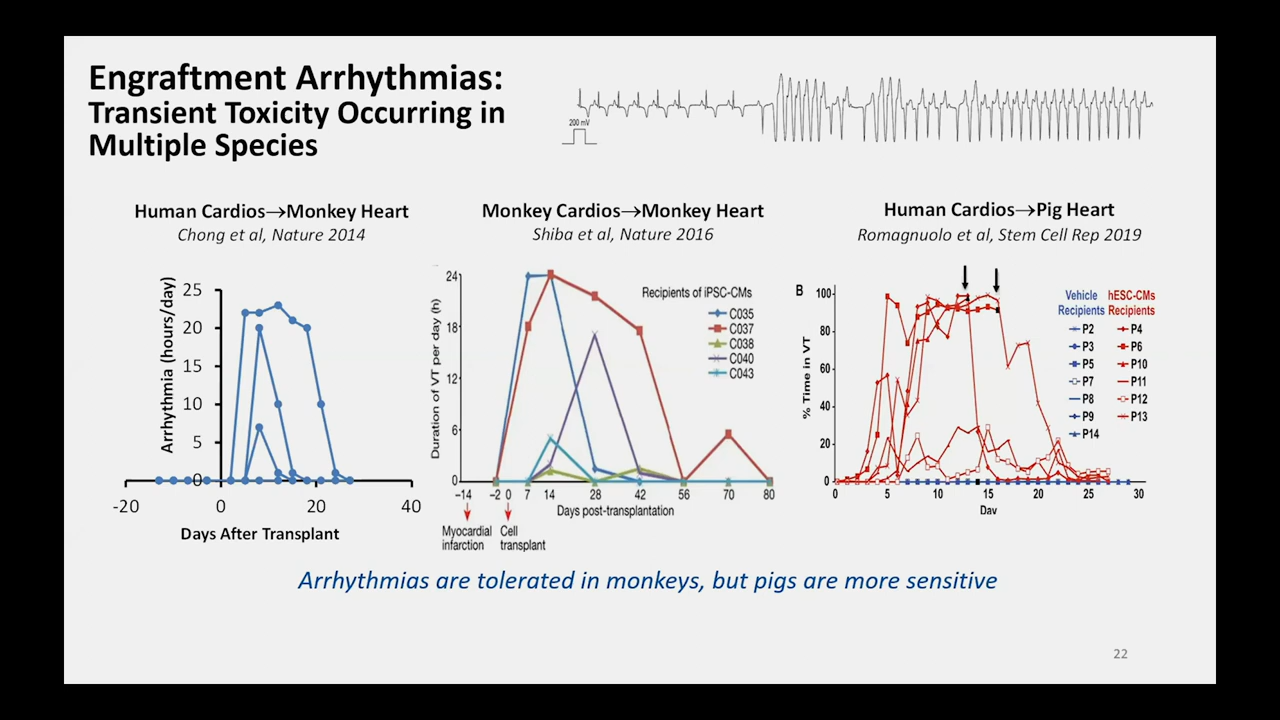 Engraftment Arrhythmias:
Transient Toxicity Occurring in
Multiple Species
200 mV
Human Cardios→Monkey Heart
Chong et al, Nature 2014
Arrhythmia (hours/day)
25
20
15
10
5
0
-20
0
20
40
Days After Transplant
Monkey Cardios→Monkey Heart
Shiba et al, Nature 2016
Duration of VT per day (h)
24
18
12
6
0
Recipients of iPSC-CMs
C035
C037
C038
C040
C043
–14
–2
0
7
14
28
42
56
70
80
Days post-transplantation
Myocardial
infarction
Cell
transplant
Human Cardios→Pig Heart
Romagnuolo et al, Stem Cell Rep 2019
B
% Time in VT
100
80
60
40
20
0
0
5
10
15
20
25
30
Day
Vehicle
Recipients
P2
P3
P5
P7
P8
P9
P14
hESC-CMs
Recipients
P4
P6
P10
P11
P12
P13
Arrhythmias are tolerated in monkeys, but pigs are more sensitive
22